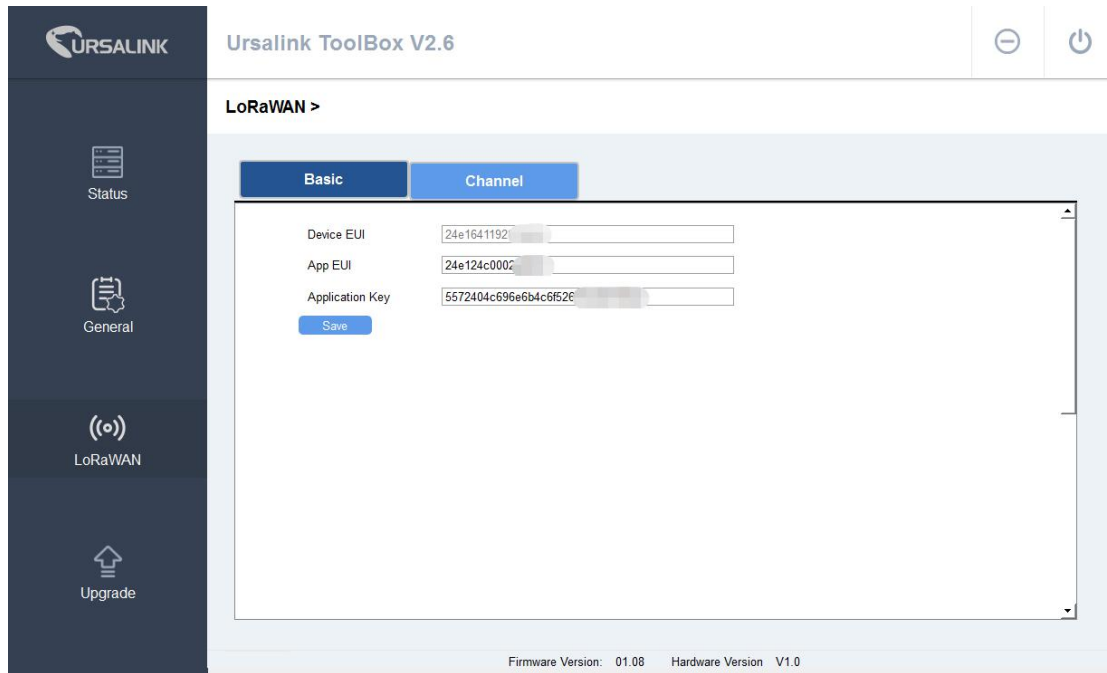 URSALINK
Ursalink ToolBox V2.6
LoRaWAN >
Status
General
LoRaWAN
Upgrade
Basic
Channel
Device EUI 24e1641192
App EUI 24e124c0002
Application Key 5572404c696e6b4c6f526
Save
Firmware Version: 01.08 Hardware Version V1.0